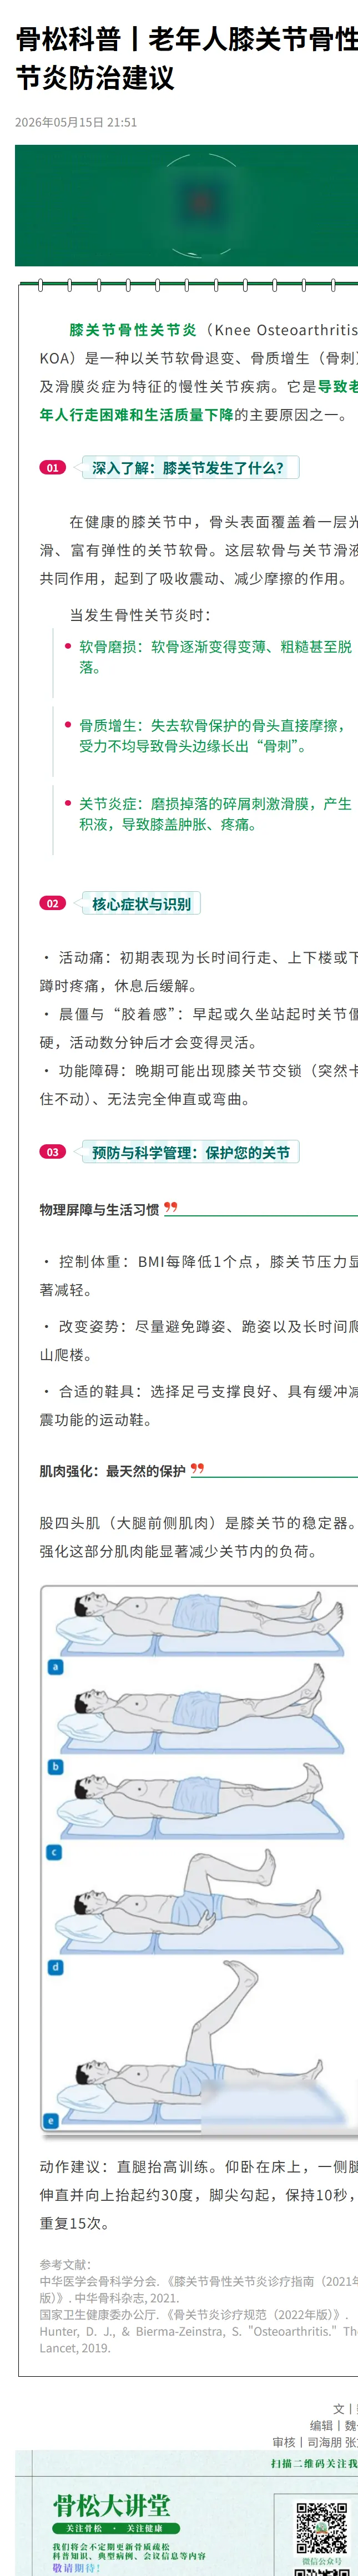 骨松科普丨老年人膝关节骨性
节炎防治建议
2026年05月15日 21:51
膝关节骨性关节炎（Knee Osteoarthritis
KOA）是一种以关节软骨退变、骨质增生（骨刺）
及滑膜炎症为特征的慢性关节疾病。它是导致老
年人行走困难和生活质量下降的主要原因之一。
01 深入了解：膝关节发生了什么？
在健康的膝关节中，骨头表面覆盖着一层光
滑、富有弹性的关节软骨。这层软骨与关节滑液
共同作用，起到了吸收震动、减少摩擦的作用。
当发生骨性关节炎时：
软骨磨损：软骨逐渐变得变薄、粗糙甚至脱
落。
骨质增生：失去软骨保护的骨头直接摩擦，
受力不均导致骨头边缘长出“骨刺”。
关节炎症：磨损掉落的碎屑刺激滑膜，产生
积液，导致膝盖肿胀、疼痛。
02 核心症状与识别
· 活动痛：初期表现为长时间行走、上下楼或下
蹲时疼痛，休息后缓解。
· 晨僵与“胶着感”：早起或久坐站起时关节僵
硬，活动数分钟后才会变得灵活。
· 功能障碍：晚期可能出现膝关节交锁（突然卡
住不动）、无法完全伸直或弯曲。
03 预防与科学管理：保护您的关节
物理屏障与生活习惯
· 控制体重：BMI每降低1个点，膝关节压力显
著减轻。
· 改变姿势：尽量避免蹲姿、跪姿以及长时间爬
山爬楼。
· 合适的鞋具：选择足弓支撑良好、具有缓冲减
震功能的运动鞋。
肌肉强化：最天然的保护
股四头肌（大腿前侧肌肉）是膝关节的稳定器。
强化这部分肌肉能显著减少关节内的负荷。
a
b
c
d
e
动作建议：直腿抬高训练。仰卧在床上，一侧腿
伸直并向上抬起约30度，脚尖勾起，保持10秒，
重复15次。
参考文献：
中华医学会骨科学分会. 《膝关节骨性关节炎诊疗指南（2021年
版）》. 中华骨科杂志, 2021.
国家卫生健康委办公厅. 《骨关节炎诊疗规范（2022年版）》.
Hunter, D. J., & Bierma-Zeinstra, S. "Osteoarthritis." Th
Lancet, 2019.
文丨
编辑丨魏
审核丨司海朋 张
扫描二维码关注我
骨松大讲堂
关注骨松 · 关注健康
我们将会不定期更新骨质疏松
科普知识、典型病例、会议信息等内容
敬请期待！
微信公众号